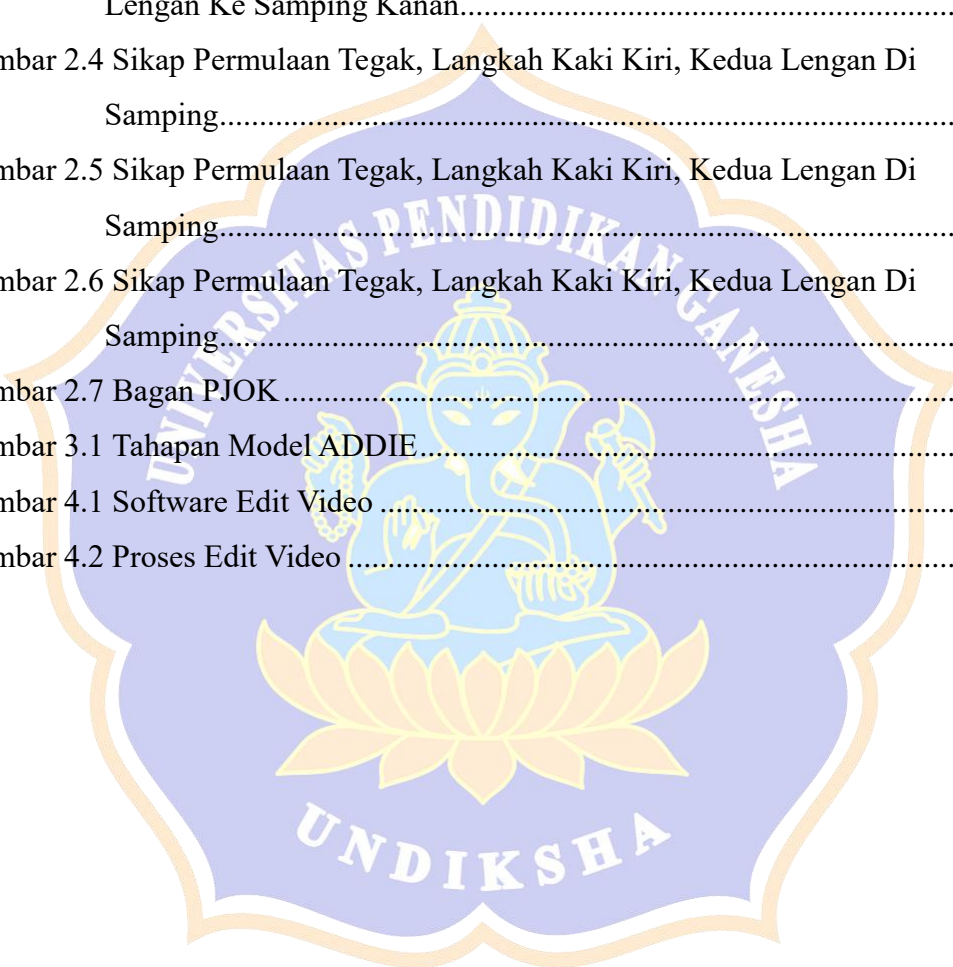 Lengan Ke Samping Kanan..........................................................
mbar 2.4 Sikap Permulaan Tegak, Langkah Kaki Kiri, Kedua Lengan Di
Samping..........................................................................................
mbar 2.5 Sikap Permulaan Tegak, Langkah Kaki Kiri, Kedua Lengan Di
Samping..........................................................................................
mbar 2.6 Sikap Permulaan Tegak, Langkah Kaki Kiri, Kedua Lengan Di
Samping..........................................................................................
mbar 2.7 Bagan PJOK..................................................................................
mbar 3.1 Tahapan Model ADDIE.................................................................
mbar 4.1 Software Edit Video.......................................................................
mbar 4.2 Proses Edit Video...........................................................................
UNIVERSITAS PENDIDIKAN GANESHA
UNDIKSHA